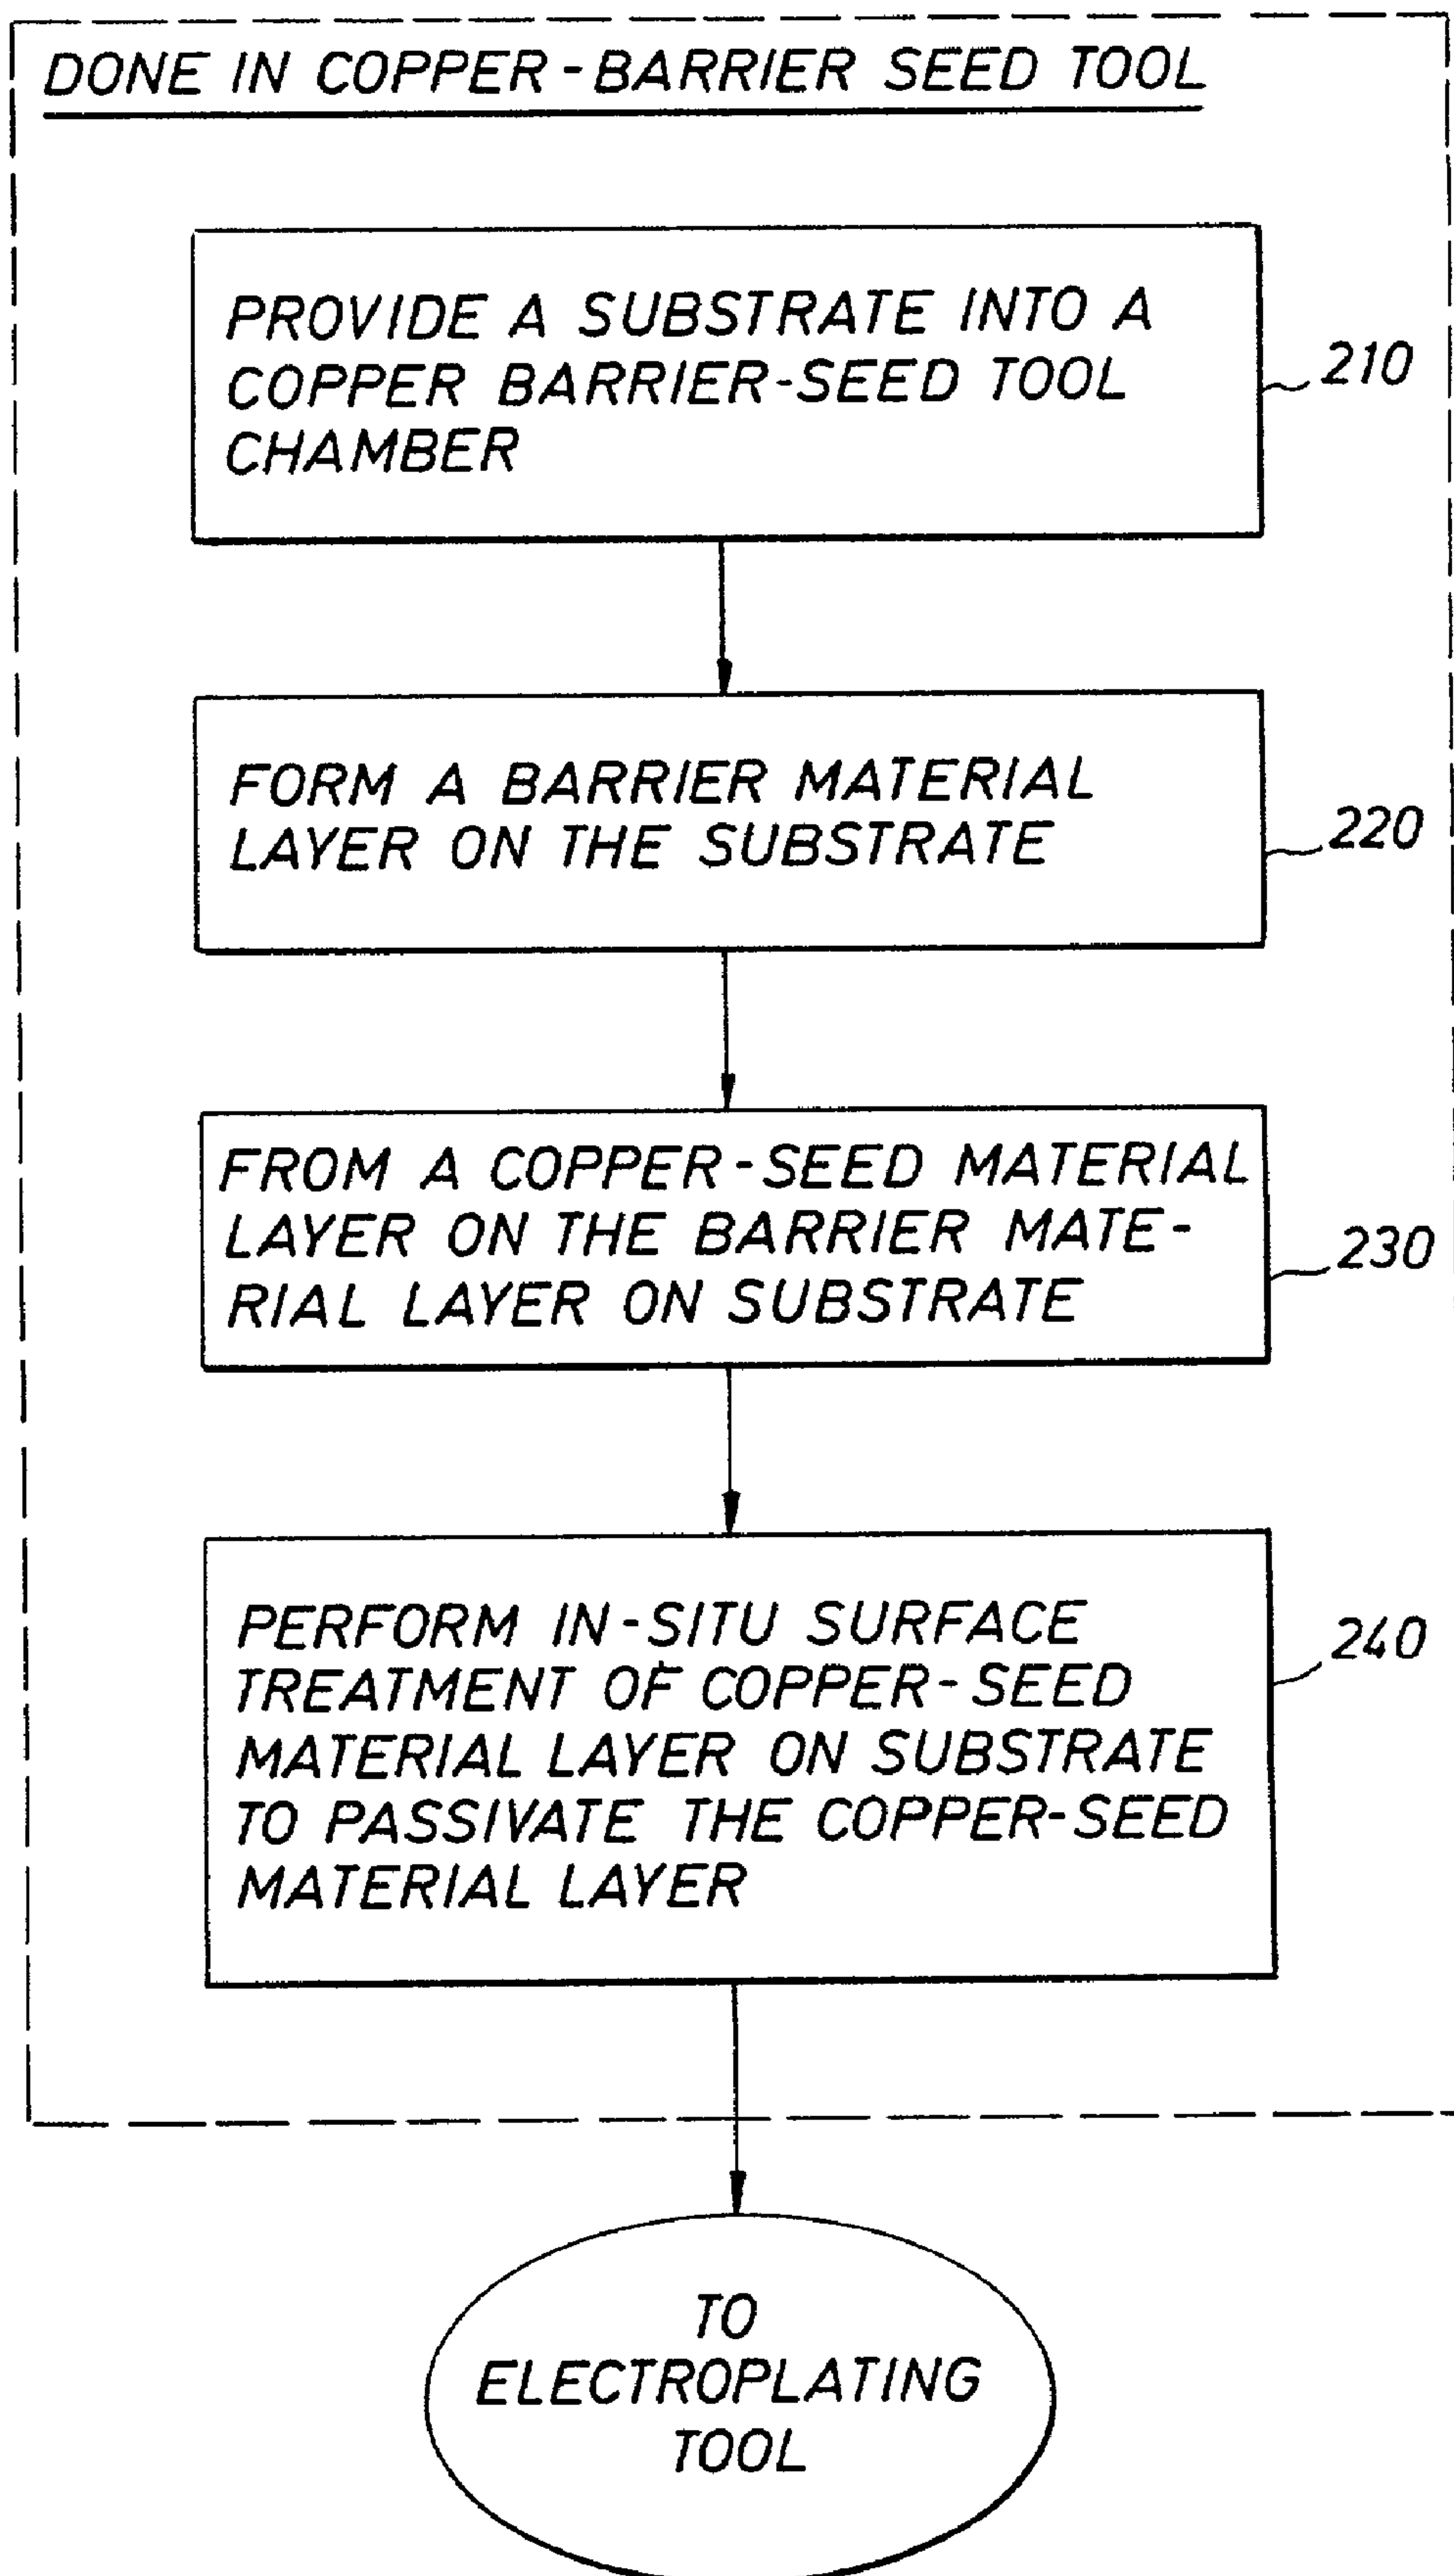 DONE IN COPPER-BARRIER SEED TOOL
PROVIDE A SUBSTRATE INTO A
COPPER BARRIER-SEED TOOL
CHAMBER
210
FORM A BARRIER MATERIAL
LAYER ON THE SUBSTRATE
220
FROM A COPPER-SEED MATERIAL
LAYER ON THE BARRIER MATE-
RIAL LAYER ON SUBSTRATE
230
PERFORM IN-SITU SURFACE
TREATMENT OF COPPER-SEED
MATERIAL LAYER ON SUBSTRATE
TO PASSIVATE THE COPPER-SEED
MATERIAL LAYER
240
TO
ELECTROPLATING
TOOL